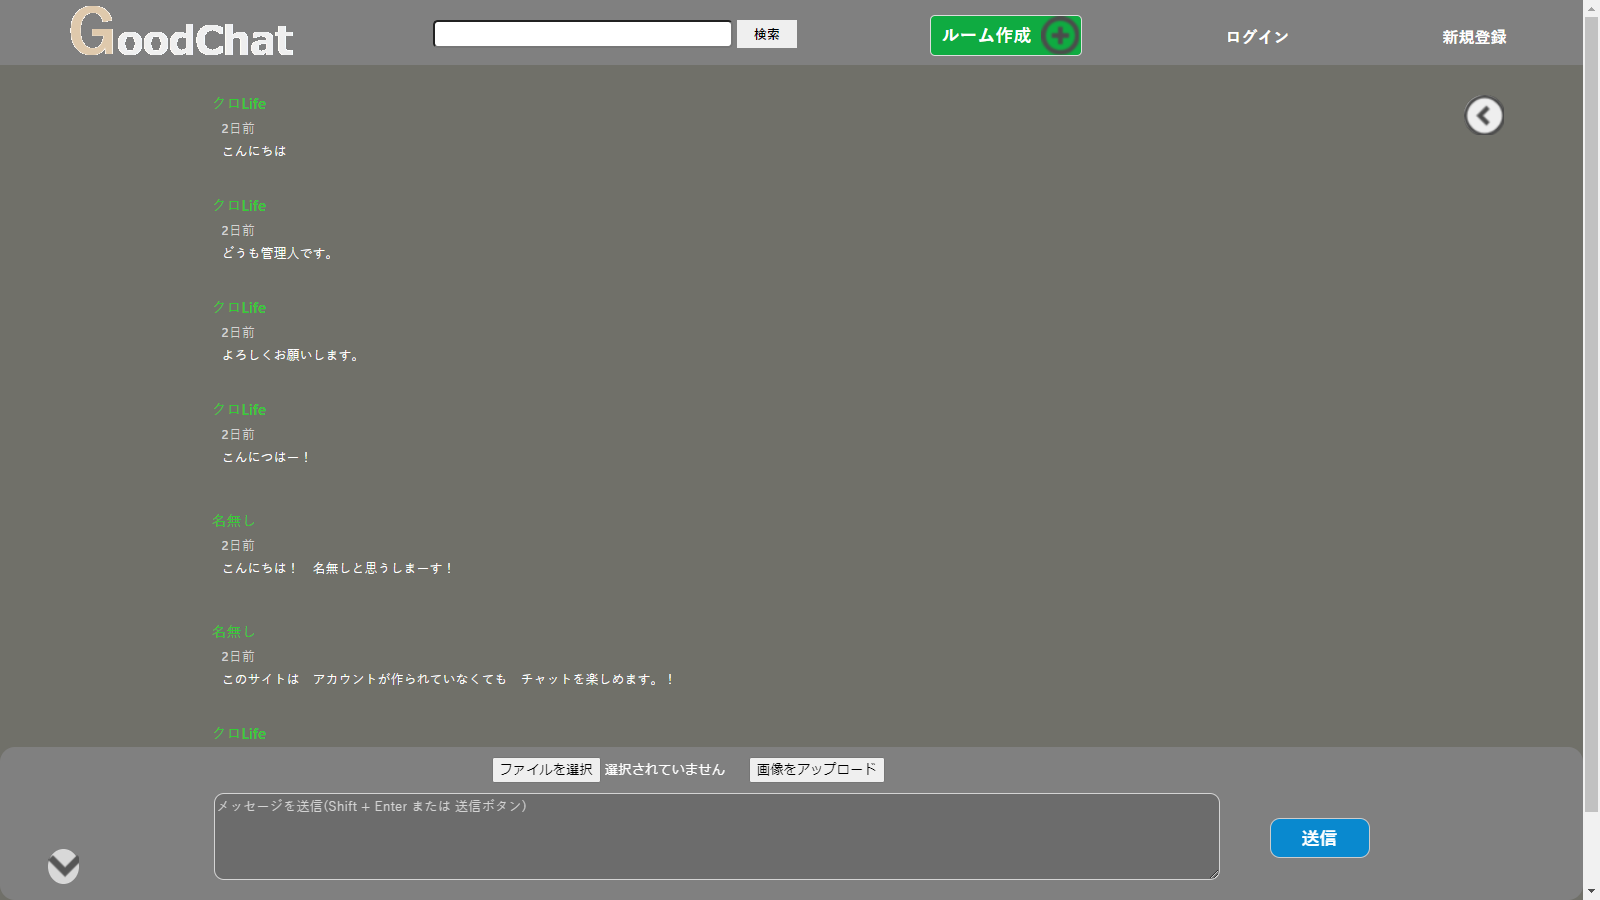 GoodChat
検索
ルーム作成
ログイン
新規登録
クロLife
2日前
こんにちは
クロLife
2日前
どうも管理人です。
クロLife
2日前
よろしくお願いします。
クロLife
2日前
こんにつはー！
名無し
2日前
こんにちは！　名無しと思うしまーす！
名無し
2日前
このサイトは　アカウントが作られていなくても　チャットを楽しめます。！
クロLife
ファイルを選択 選択されていません
画像をアップロード
メッセージを送信(Shift + Enter または 送信ボタン)
送信